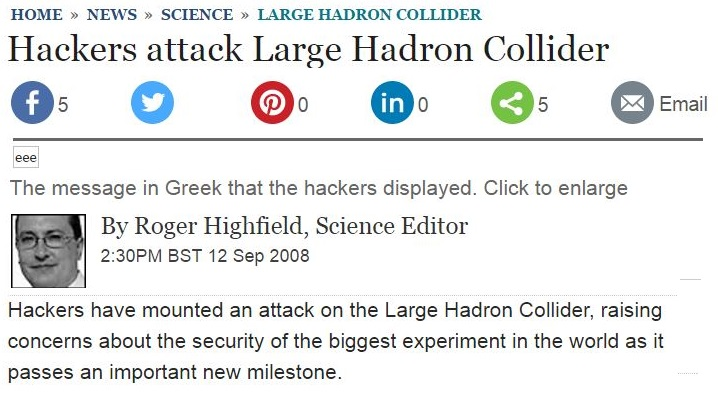 HOME » NEWS » SCIENCE » LARGE HADRON COLLIDER
Hackers attack Large Hadron Collider
f 5 0 in 0 5 Email
eee
The message in Greek that the hackers displayed. Click to enlarge
By Roger Highfield, Science Editor
2:30PM BST 12 Sep 2008
Hackers have mounted an attack on the Large Hadron Collider, raising
concerns about the security of the biggest experiment in the world as it
passes an important new milestone.